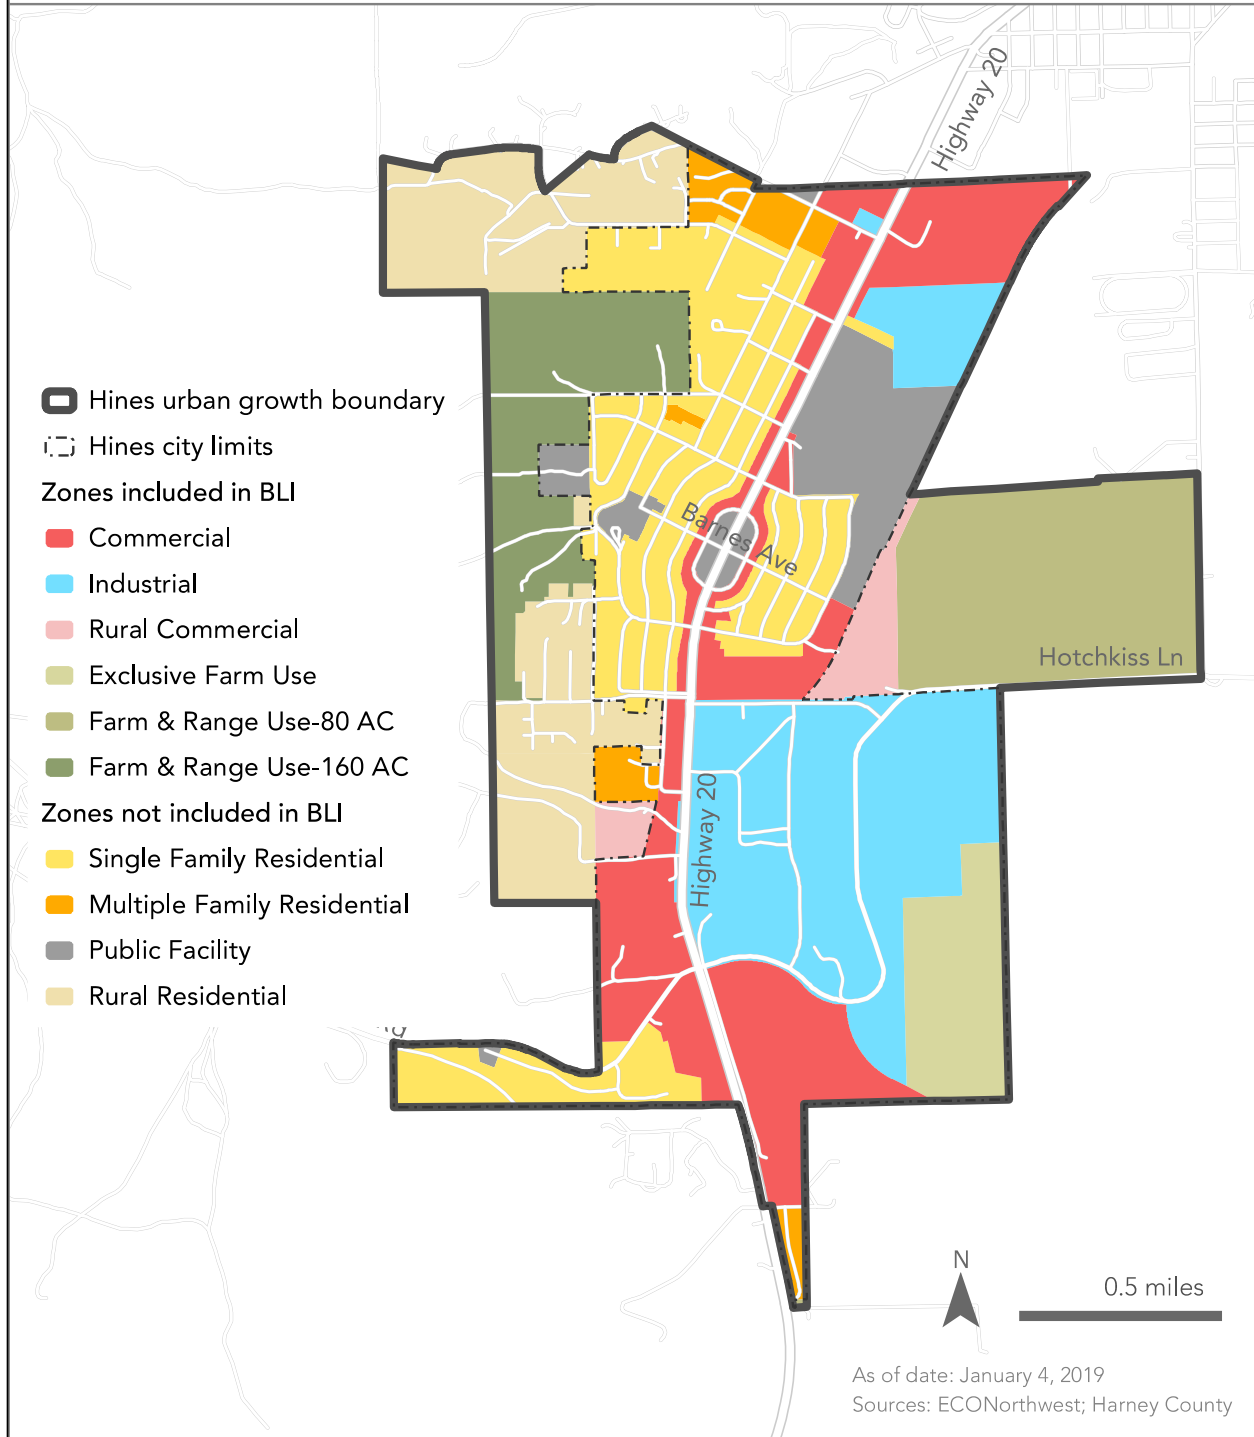 Highway 20
Hines urban growth boundary
Hines city limits
Zones included in BLI
Commercial
Industrial
Rural Commercial
Exclusive Farm Use
Farm & Range Use-80 AC
Farm & Range Use-160 AC
Zones not included in BLI
Single Family Residential
Multiple Family Residential
Public Facility
Rural Residential
Barnes Ave
Hotchkiss Ln
Highway 20
N
0.5 miles
As of date: January 4, 2019
Sources: ECONorthwest; Harney County